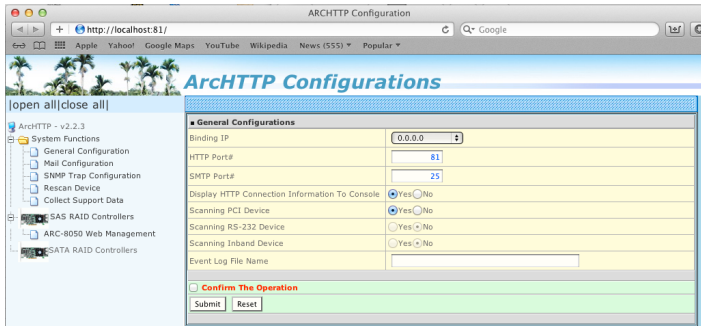 ARCHTTP Configuration
http://localhost:81/
Google
Apple Yahoo! Google Maps YouTube Wikipedia News (555) Popular
ArcHTTP Configurations
|open all|close all|
ArcHTTP - v2.2.3
System Functions
General Configuration
Mail Configuration
SNMP Trap Configuration
Rescan Device
Collect Support Data
SAS RAID Controllers
ARC-8050 Web Management
SATA RAID Controllers
General Configurations
Binding IP 0.0.0.0
HTTP Port# 81
SMTP Port# 25
Display HTTP Connection Information To Console Yes No
Scanning PCI Device Yes No
Scanning RS-232 Device Yes No
Scanning Inband Device Yes No
Event Log File Name
Confirm The Operation
Submit Reset